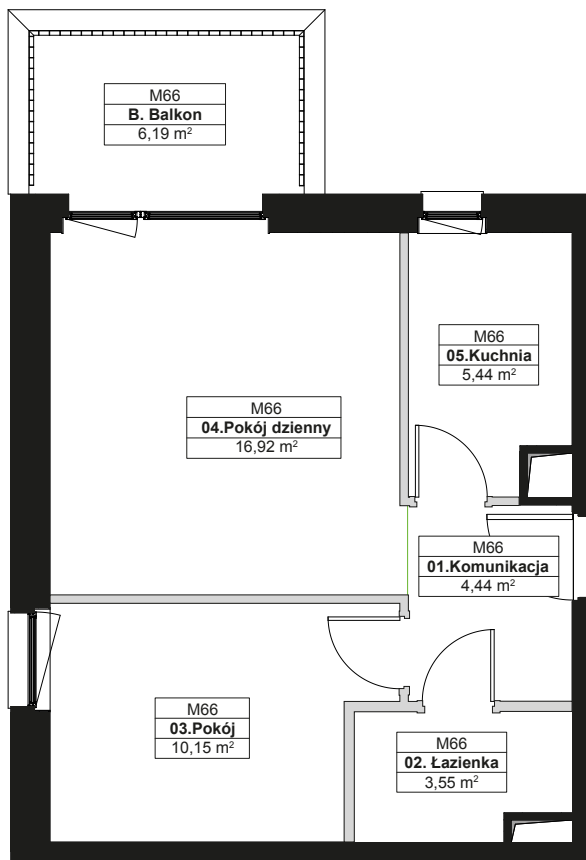 M66
B. Balkon
6,19 m²
M66
05.Kuchnia
5,44 m²
M66
04.Pokój dzienny
16,92 m²
M66
01.Komunikacja
4,44 m²
M66
03.Pokój
10,15 m²
M66
02. Łazienka
3,55 m²